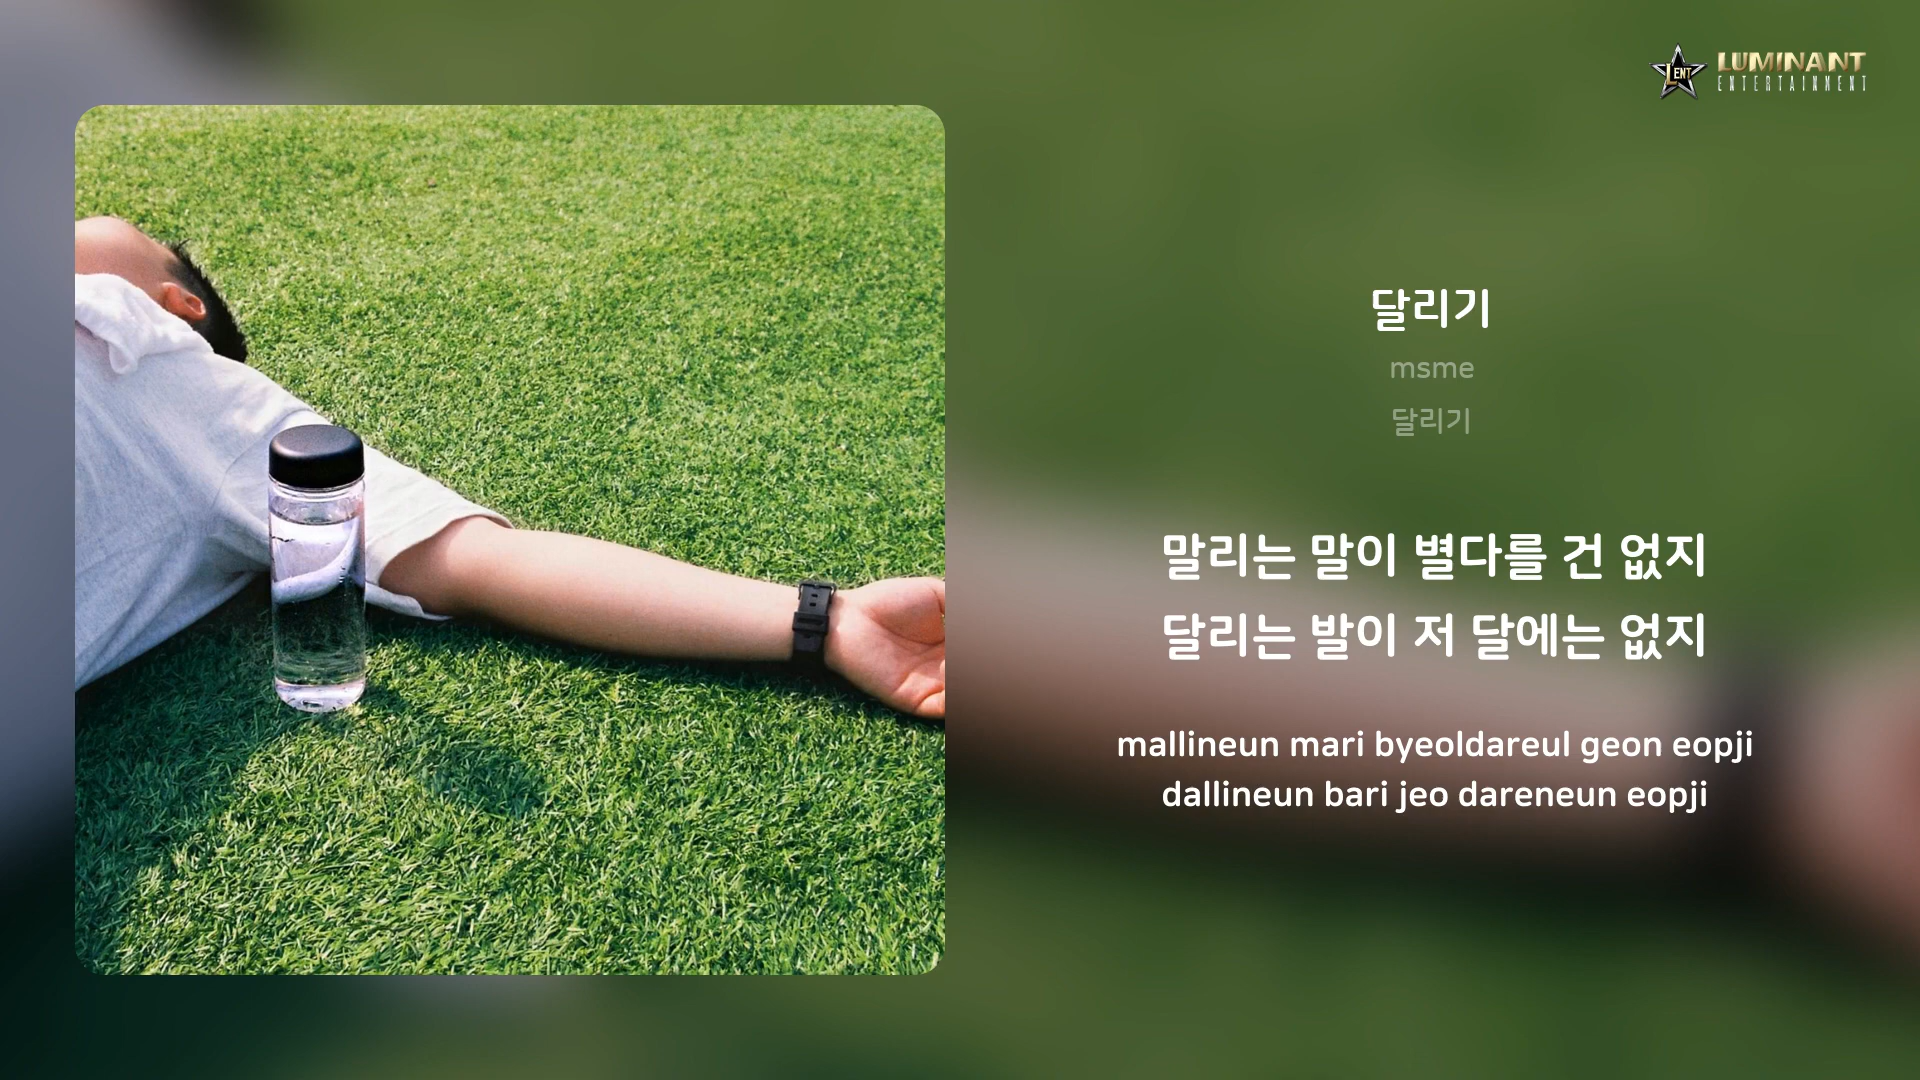 LENT
LUMINANT
ENTERTAINMENT
달리기
msme
달리기
말리는 말이 별다를 건 없지
달리는 발이 저 달에는 없지
mallineun mari byeoldareul geon eopji
dallineun bari jeo dareneun eopji